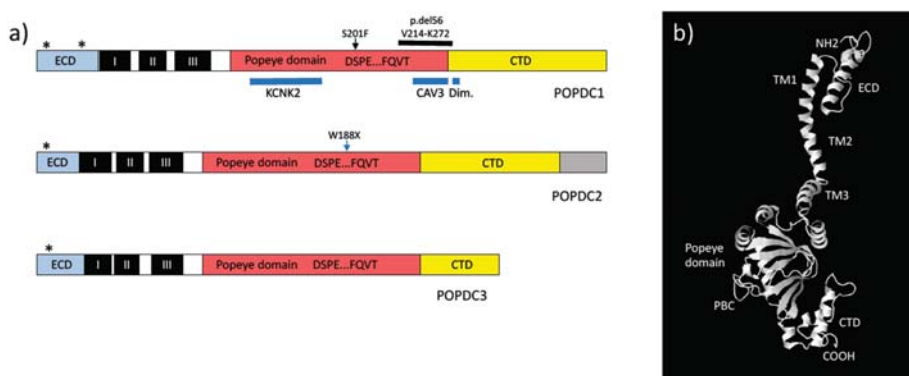 a)
* *
ECD I II III Popeye domain DSPE...FQVT CTD
S201F
p.del56
V214-K272
KCNK2 CAV3 Dim.
POPDC1
*
W188X
ECD I II III Popeye domain DSPE...FQVT CTD
POPDC2
*
ECD I II III Popeye domain DSPE...FQVT CTD
POPDC3
b)
NH2
TM1
ECD
TM2
TM3
Popeye
domain
PBC
CTD
COOH